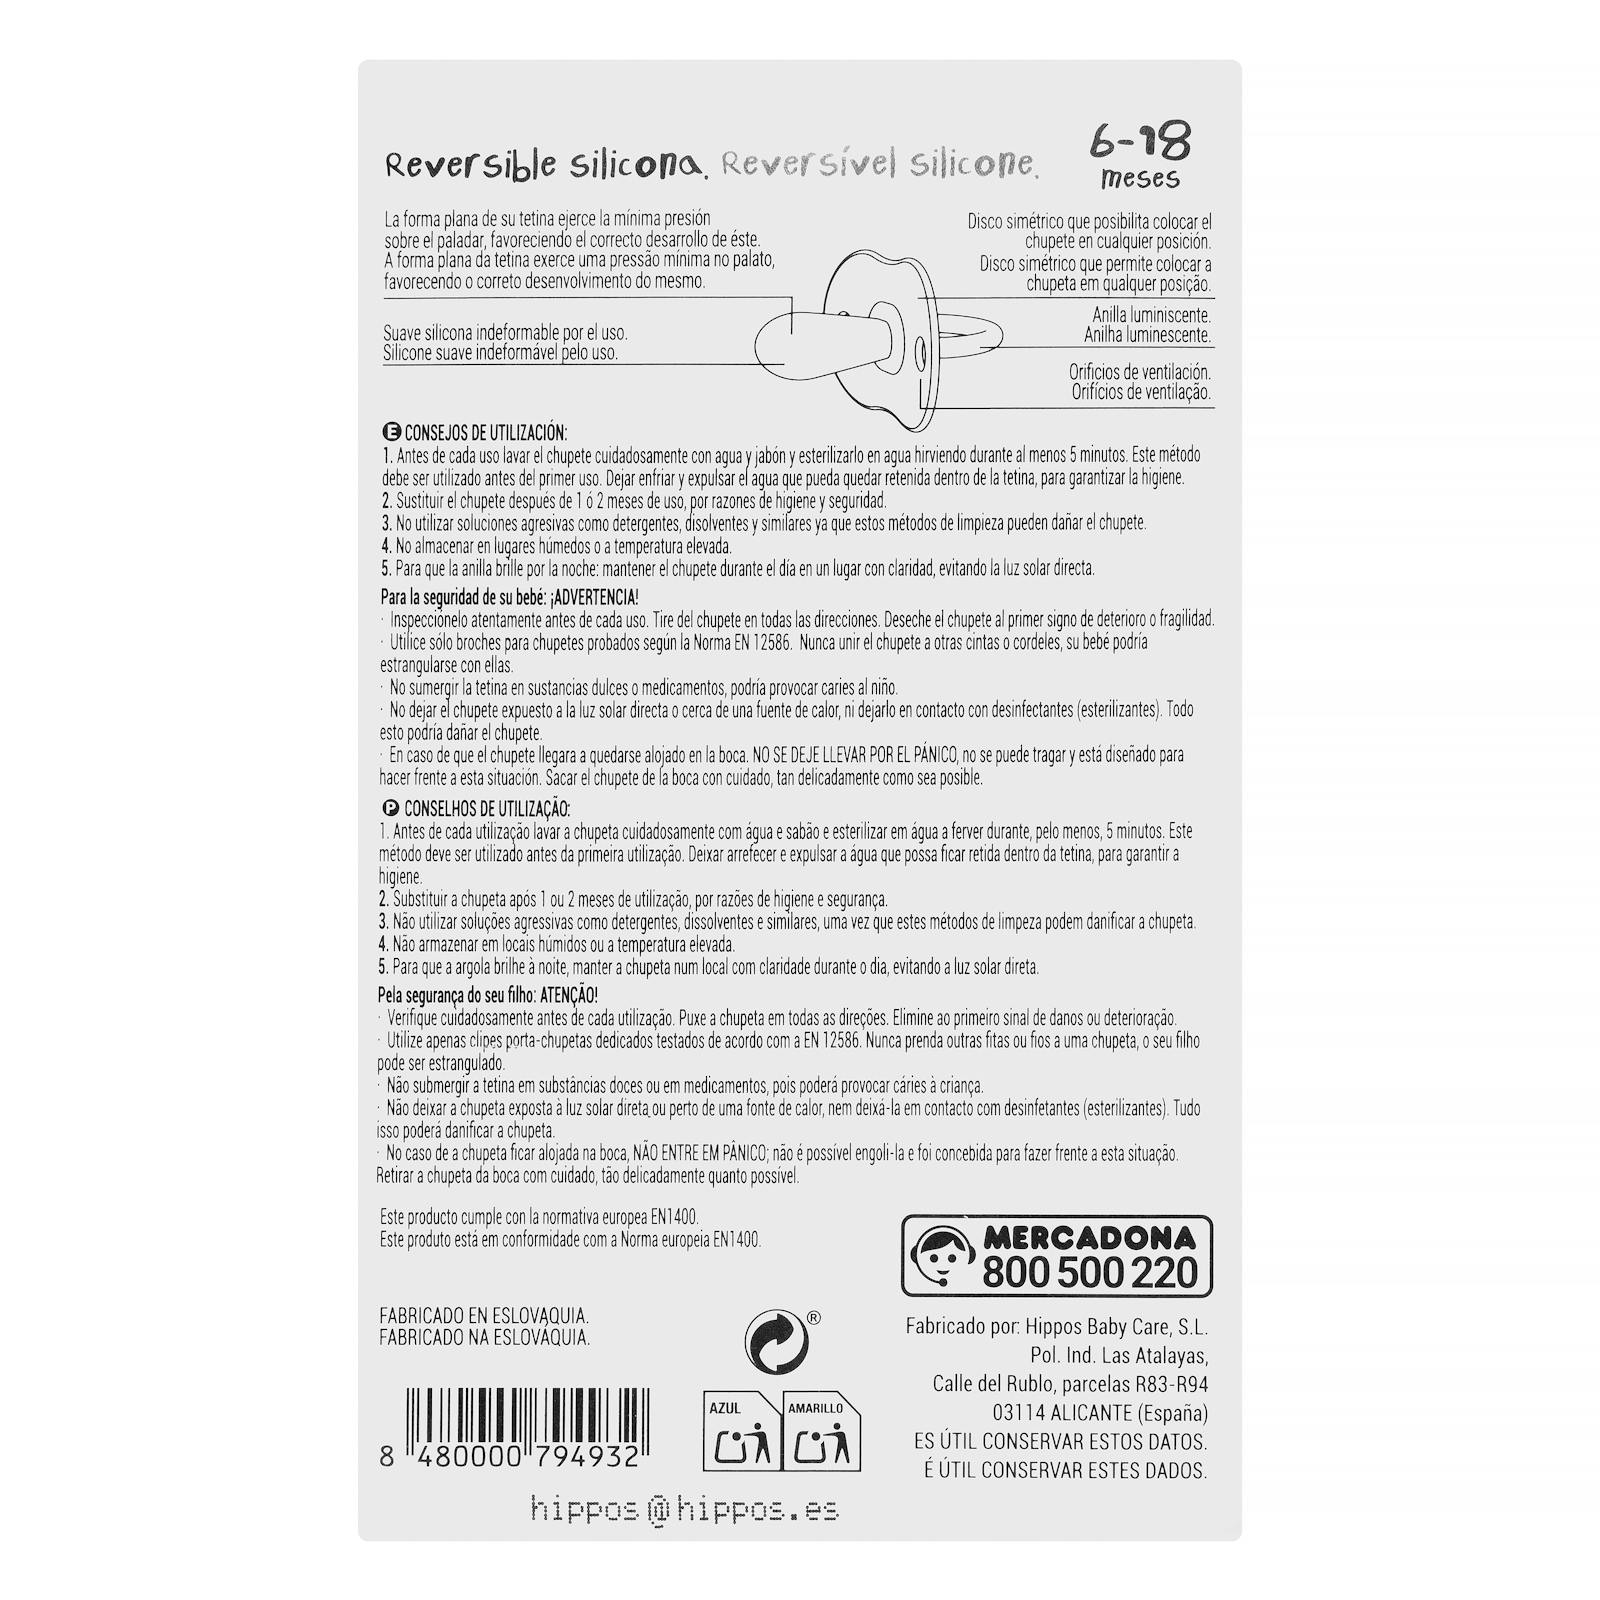 Reversible silicona. Reversível silicone.
6-18
meses
La forma plana de su tetina ejerce la mínima presión
sobre el paladar, favoreciendo el correcto desarrollo de éste.
A forma plana da tetina exerce uma pressão mínima no palato,
favorecendo o correto desenvolvimento do mesmo.
Suave silicona indeformable por el uso.
Silicone suave indeformável pelo uso.
Disco simétrico que posibilita colocar el
chupete en cualquier posición.
Disco simétrico que permite colocar a
chupeta em qualquer posição.
Anilla luminiscente.
Anilha luminescente.
Orificios de ventilación.
Orifícios de ventilação.
E CONSEJOS DE UTILIZACIÓN:
1. Antes de cada uso lavar el chupete cuidadosamente con agua y jabón y esterilizarlo en agua hirviendo durante al menos 5 minutos. Este método
debe ser utilizado antes del primer uso. Dejar enfriar y expulsar el agua que pueda quedar retenida dentro de la tetina, para garantizar la higiene.
2. Sustituir el chupete después de 1 ó 2 meses de uso, por razones de higiene y seguridad.
3. No utilizar soluciones agresivas como detergentes, disolventes y similares ya que estos métodos de limpieza pueden dañar el chupete.
4. No almacenar en lugares húmedos o a temperatura elevada.
5. Para que la anilla brille por la noche: mantener el chupete durante el día en un lugar con claridad, evitando la luz solar directa.
Para la seguridad de su bebé: ¡ADVERTENCIA!
· Inspecciónelo atentamente antes de cada uso. Tire del chupete en todas las direcciones. Deseche el chupete al primer signo de deterioro o fragilidad.
· Utilice sólo broches para chupetes probados según la Norma EN 12586. Nunca unir el chupete a otras cintas o cordeles, su bebé podría
estrangularse con ellas.
· No sumergir la tetina en sustancias dulces o medicamentos, podría provocar caries al niño.
· No dejar el chupete expuesto a la luz solar directa o cerca de una fuente de calor, ni dejarlo en contacto con desinfectantes (esterilizantes). Todo
esto podría dañar el chupete.
· En caso de que el chupete llegara a quedarse alojado en la boca. NO SE DEJE LLEVAR POR EL PÁNICO, no se puede tragar y está diseñado para
hacer frente a esta situación. Sacar el chupete de la boca con cuidado, tan delicadamente como sea posible.
P CONSELHOS DE UTILIZAÇÃO:
1. Antes de cada utilização lavar a chupeta cuidadosamente com água e sabão e esterilizar em água a ferver durante, pelo menos, 5 minutos. Este
método deve ser utilizado antes da primeira utilização. Deixar arrefecer e expulsar a água que possa ficar retida dentro da tetina, para garantir a
higiene.
2. Substituir a chupeta após 1 ou 2 meses de utilização, por razões de higiene e segurança.
3. Não utilizar soluções agressivas como detergentes, dissolventes e similares, uma vez que estes métodos de limpeza podem danificar a chupeta.
4. Não armazenar em locais húmidos ou a temperatura elevada.
5. Para que a argola brilhe à noite, manter a chupeta num local com claridade durante o dia, evitando a luz solar direta.
Pela segurança do seu filho: ATENÇÃO!
· Verifique cuidadosamente antes de cada utilização. Puxe a chupeta em todas as direções. Elimine ao primeiro sinal de danos ou deterioração.
· Utilize apenas clipes porta-chupetas dedicados testados de acordo com a EN 12586. Nunca prenda outras fitas ou fios a uma chupeta, o seu filho
pode ser estrangulado.
· Não submergir a tetina em substâncias doces ou em medicamentos, pois poderá provocar cáries à criança.
· Não deixar a chupeta exposta à luz solar direta ou perto de uma fonte de calor, nem deixá-la em contacto com desinfetantes (esterilizantes). Tudo
isso poderá danificar a chupeta.
· No caso de a chupeta ficar alojada na boca, NÃO ENTRE EM PÂNICO; não é possível engoli-la e foi concebida para fazer frente a esta situação.
Retirar a chupeta da boca com cuidado, tão delicadamente quanto possível.
Este producto cumple con la normativa europea EN1400.
Este produto está em conformidade com a Norma europeia EN1400.
MERCADONA
800 500 220
FABRICADO EN ESLOVAQUIA.
FABRICADO NA ESLOVÁQUIA.
®
Fabricado por: Hippos Baby Care, S.L.
Pol. Ind. Las Atalayas,
Calle del Rublo, parcelas R83-R94
03114 ALICANTE (España)
ES ÚTIL CONSERVAR ESTOS DATOS.
É ÚTIL CONSERVAR ESTES DADOS.
AZUL
AMARILLO
8 480000 794932
hippos@hippos.es